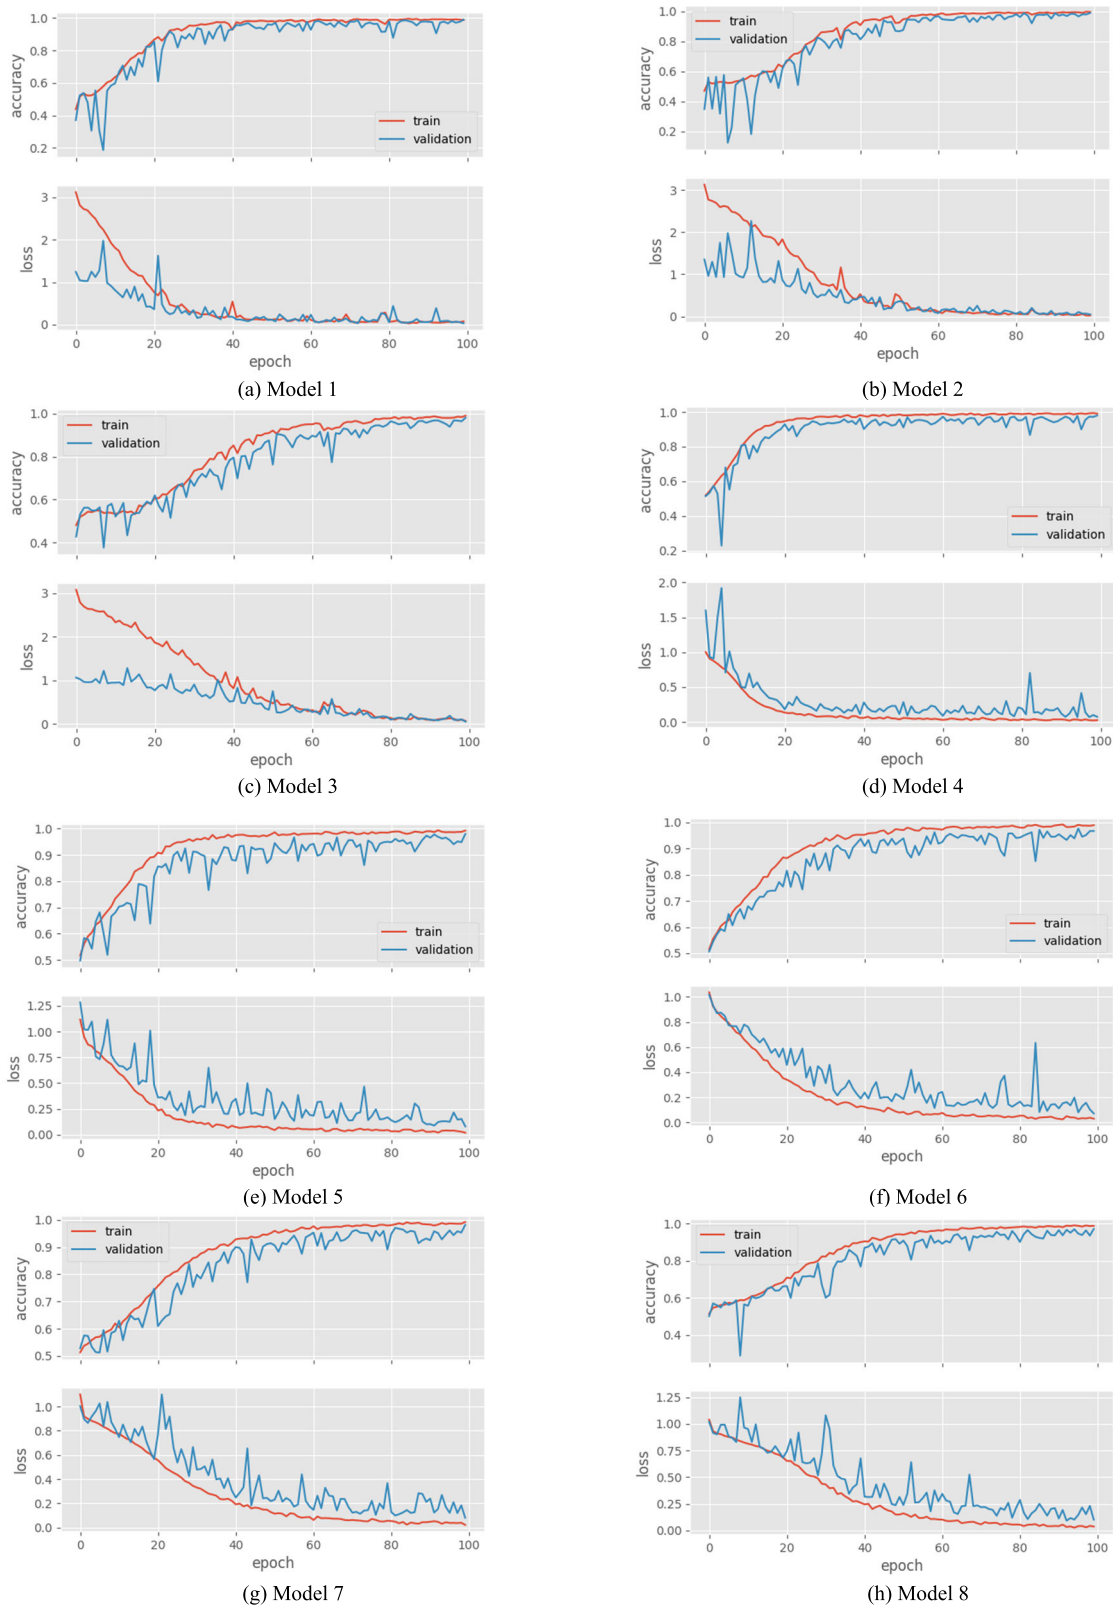 1.0
0.8
0.6
0.4
0.2
accuracy
train
validation
3
2
1
0
loss
0 20 40 60 80 100
epoch
(a) Model 1
1.0
0.8
0.6
0.4
0.2
accuracy
train
validation
3
2
1
0
loss
0 20 40 60 80 100
epoch
(b) Model 2
1.0
0.8
0.6
0.4
accuracy
train
validation
3
2
1
0
loss
0 20 40 60 80 100
epoch
(c) Model 3
1.0
0.8
0.6
0.4
0.2
accuracy
train
validation
2.0
1.5
1.0
0.5
0.0
loss
0 20 40 60 80 100
epoch
(d) Model 4
1.0
0.9
0.8
0.7
0.6
0.5
accuracy
train
validation
1.25
1.00
0.75
0.50
0.25
0.00
loss
0 20 40 60 80 100
epoch
(e) Model 5
1.0
0.9
0.8
0.7
0.6
0.5
accuracy
train
validation
1.0
0.8
0.6
0.4
0.2
0.0
loss
0 20 40 60 80 100
epoch
(f) Model 6
1.0
0.9
0.8
0.7
0.6
0.5
accuracy
train
validation
1.0
0.8
0.6
0.4
0.2
0.0
loss
0 20 40 60 80 100
epoch
(g) Model 7
1.0
0.8
0.6
0.4
accuracy
train
validation
1.25
1.00
0.75
0.50
0.25
0.00
loss
0 20 40 60 80 100
epoch
(h) Model 8